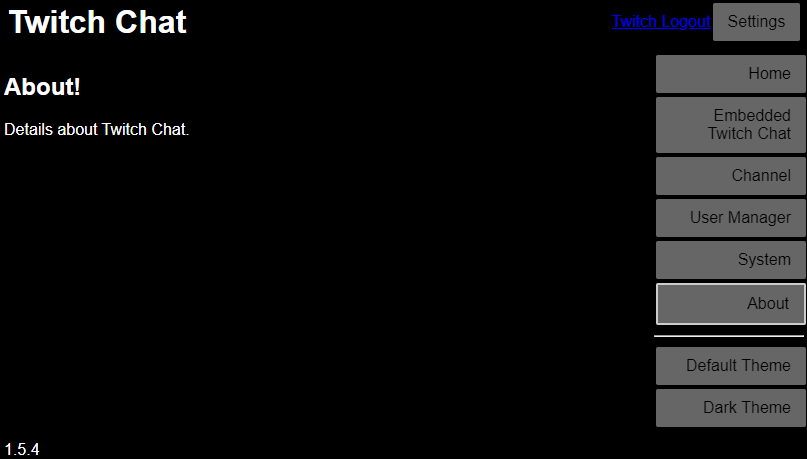 Twitch Chat
Twitch Logout
Settings
About!
Details about Twitch Chat.
Home
Embedded
Twitch Chat
Channel
User Manager
System
About
Default Theme
Dark Theme
1.5.4